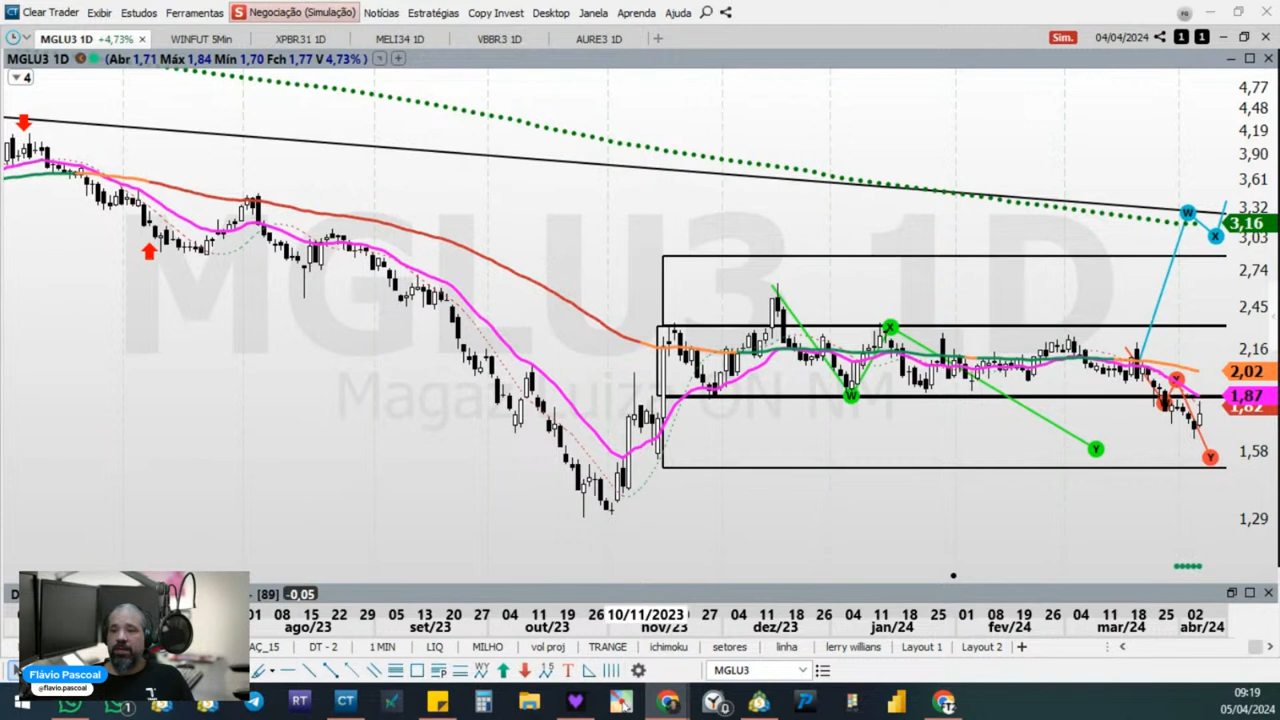 Clear Trader Exibir Estudos Ferramentas S Negociação (Simulação) Notícias Estratégias Copy Invest Desktop Janela Aprenda Ajuda
MGLU3 1D +4,73% × WINFUT 5Min XPBR31 1D MELI34 1D VBBR3 1D AURE3 1D + Sim. 04/04/2024 1 1
MGLU3 1D (Abr 1,71 Máx 1,84 Mín 1,70 Fch 1,77 V 4,73% )
4
4,77
4,48
4,19
3,90
3,61
3,32
3,16
3,03
2,74
2,45
2,16
2,02
1,87
1,82
1,58
1,29
MGLU3 1D
W
X
X
W
Y
Y
[89] -0,05
01 08 15 22 29 05 13 20 27 04 11 19 26 10/11/2023 27 04 11 18 26 04 11 18 25 01 08 19 26 04 11 18 25 02
ago/23 set/23 out/23 nov/23 dez/23 jan/24 fev/24 mar/24 abr/24
AÇ_15 DT - 2 1 MIN LIQ MILHO vol proj TRANGE ichimoku setores linha lerry willians Layout 1 Layout 2 +
MGLU3
Flávio Pascoal
@flavio.pascoal
RT CT
09:19
05/04/2024